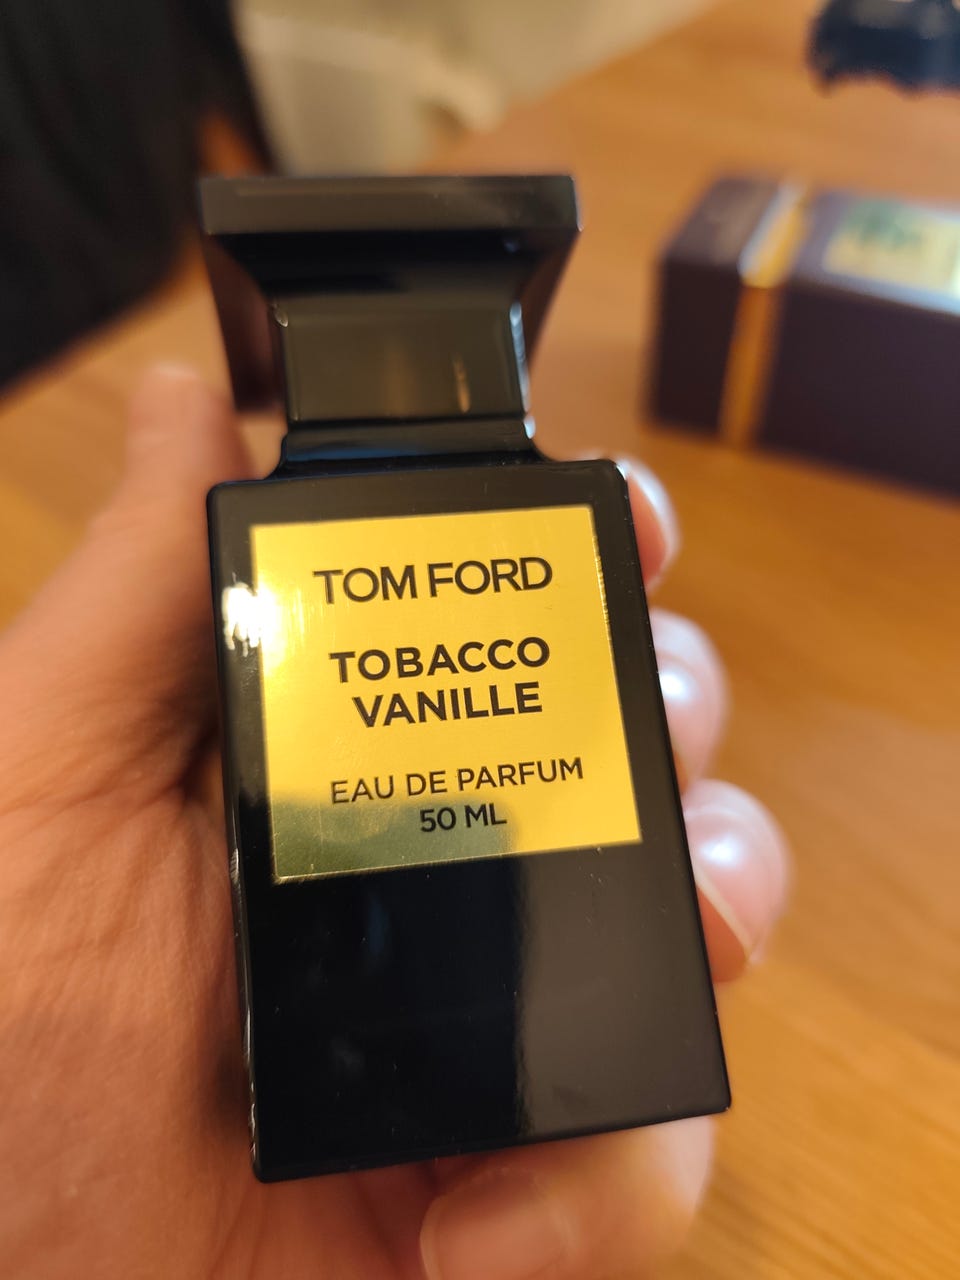 TOM FORD
TOBACCO
VANILLE
EAU DE PARFUM
50 ML